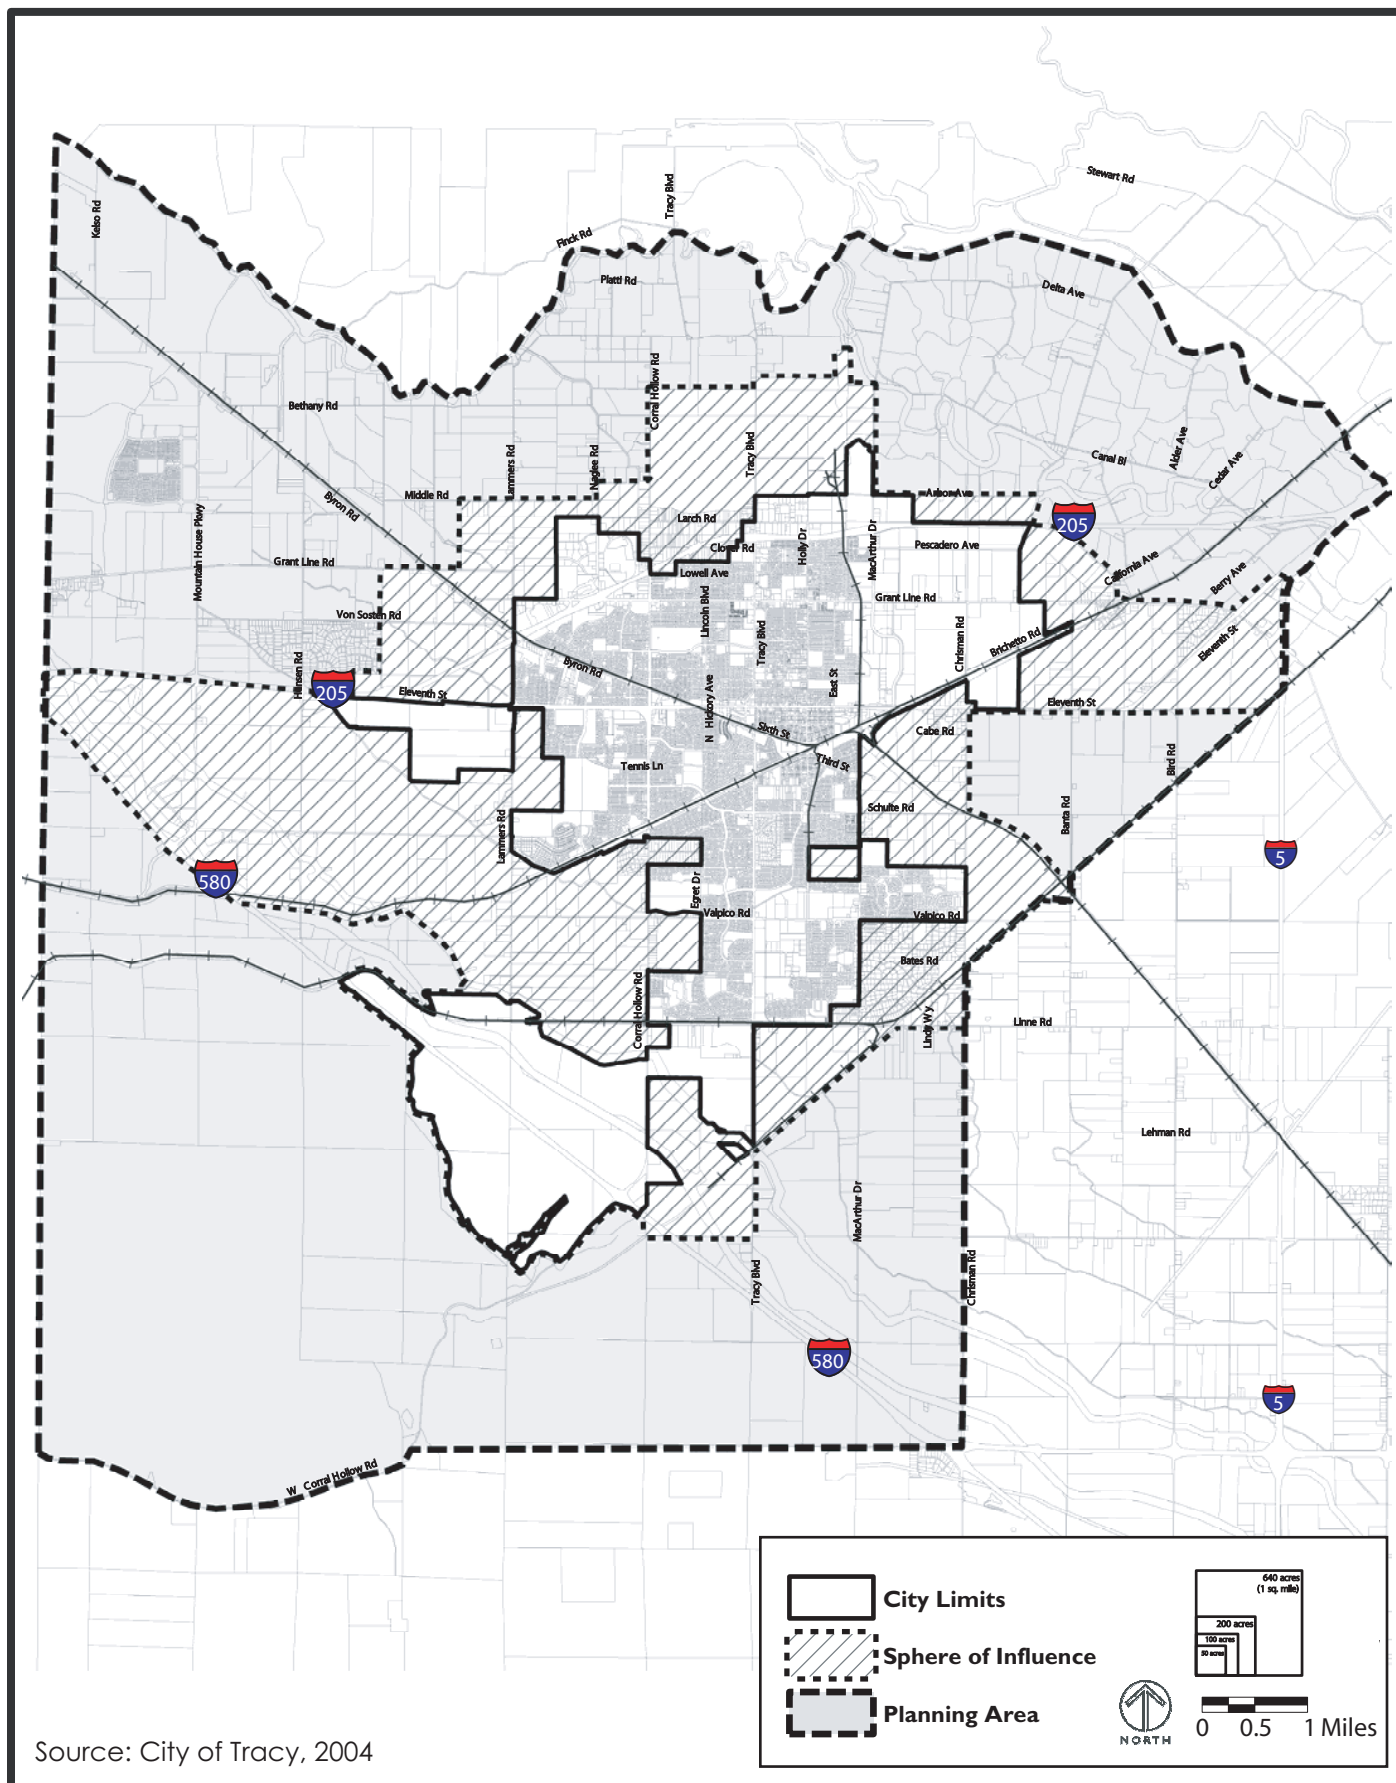 Stewart Rd
Tracy Blvd
Kelso Rd
Finck Rd
Plattl Rd
Delta Ave
Corral Hollow Rd
Bethany Rd
Tracy Blvd
Alder Ave
Canal Bl
Cedar Ave
Lammers Rd
Naglee Rd
Middle Rd
Arbor Ave
Byron Rd
Larch Rd
205
Mountain House Pkwy
Holly Dr
MacArthur Dr
Pescadero Ave
Clover Rd
California Ave
Grant Line Rd
Lowell Ave
Berry Ave
Lincoln Blvd
Grant Line Rd
Von Sosten Rd
Tracy Blvd
Chrisman Rd
Brichetto Rd
Eleventh St
Byron Rd
Hansen Rd
205
Eleventh St
East St
N Hickory Ave
Eleventh St
Sixth St
Cabe Rd
Bird Rd
Tennis Ln
Third St
Schulte Rd
Banta Rd
Lammers Rd
5
580
Egret Dr
Valpico Rd
Valpico Rd
Bates Rd
Corral Hollow Rd
Lindy Wy
Linne Rd
Lehman Rd
MacArthur Dr
Tracy Blvd
Chrisman Rd
580
5
W Corral Hollow Rd
City Limits
Sphere of Influence
Planning Area
640 acres
(1 sq. mile)
200 acres
100 acres
50 acres
NORTH
0 0.5 1 Miles
Source: City of Tracy, 2004